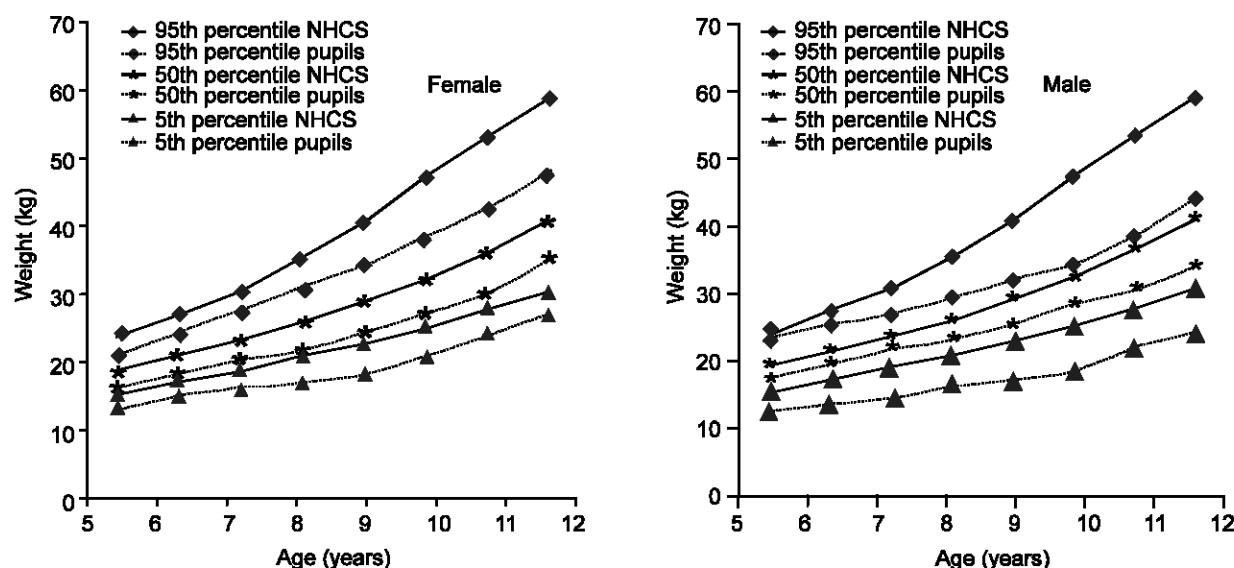 70
60
50
40
30
20
10
0
Weight (kg)
95th percentile NHCS
95th percentile pupils
50th percentile NHCS
50th percentile pupils
5th percentile NHCS
5th percentile pupils
Female
5 6 7 8 9 10 11 12
Age (years)
70
60
50
40
30
20
10
0
Weight (kg)
95th percentile NHCS
95th percentile pupils
50th percentile NHCS
50th percentile pupils
5th percentile NHCS
5th percentile pupils
Male
5 6 7 8 9 10 11 12
Age (years)